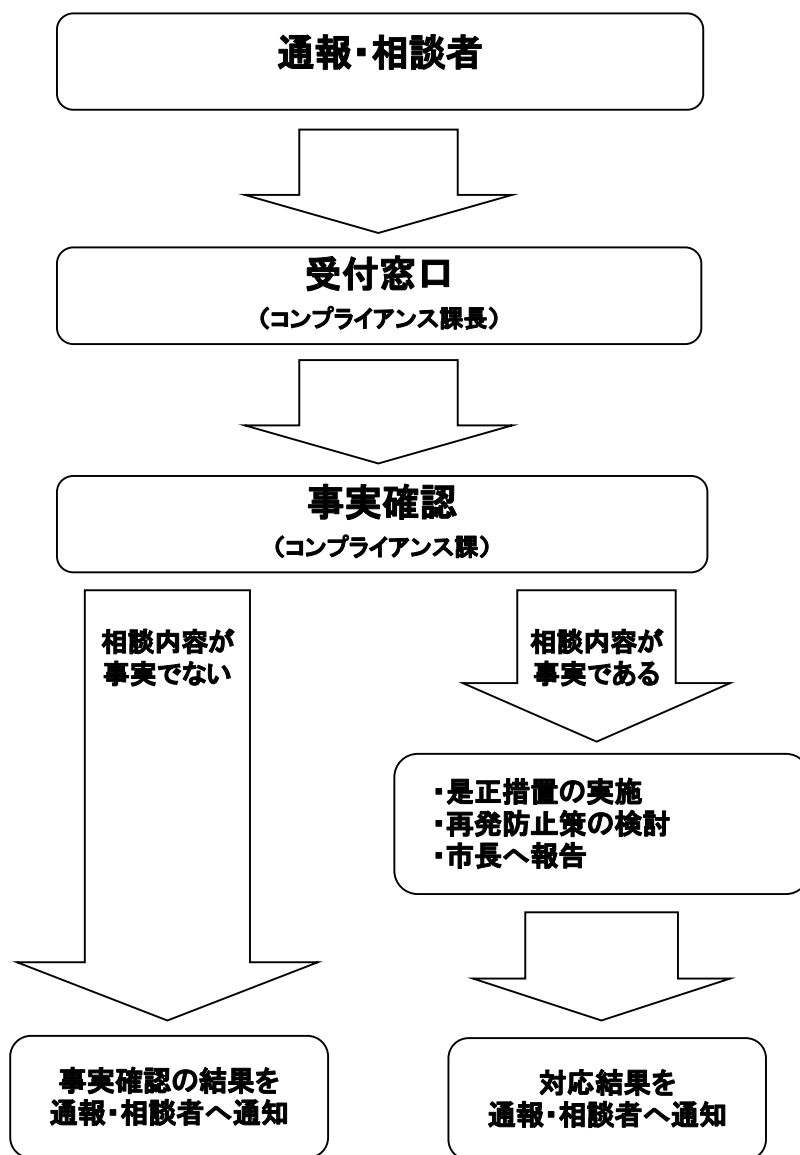 通報・相談者
受付窓口
（コンプライアンス課長）
事実確認
（コンプライアンス課）
相談内容が
事実でない
相談内容が
事実である
・是正措置の実施
・再発防止策の検討
・市長へ報告
事実確認の結果を
通報・相談者へ通知
対応結果を
通報・相談者へ通知